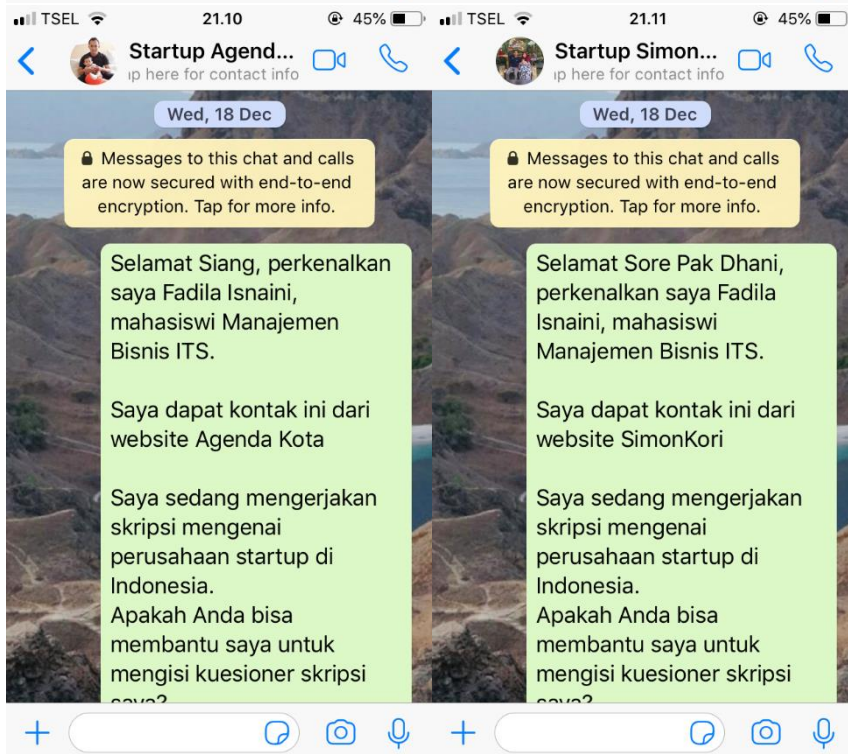 TSEL 21.10 45%
Startup Agend...
ap here for contact info
Wed, 18 Dec
Messages to this chat and calls
are now secured with end-to-end
encryption. Tap for more info.
Selamat Siang, perkenalkan
saya Fadila Isnaini,
mahasiswi Manajemen
Bisnis ITS.
Saya dapat kontak ini dari
website Agenda Kota
Saya sedang mengerjakan
skripsi mengenai
perusahaan startup di
Indonesia.
Apakah Anda bisa
membantu saya untuk
mengisi kuesioner skripsi
saya?
TSEL 21.11 45%
Startup Simon...
ap here for contact info
Wed, 18 Dec
Messages to this chat and calls
are now secured with end-to-end
encryption. Tap for more info.
Selamat Sore Pak Dhani,
perkenalkan saya Fadila
Isnaini, mahasiswi
Manajemen Bisnis ITS.
Saya dapat kontak ini dari
website SimonKori
Saya sedang mengerjakan
skripsi mengenai
perusahaan startup di
Indonesia.
Apakah Anda bisa
membantu saya untuk
mengisi kuesioner skripsi
saya?